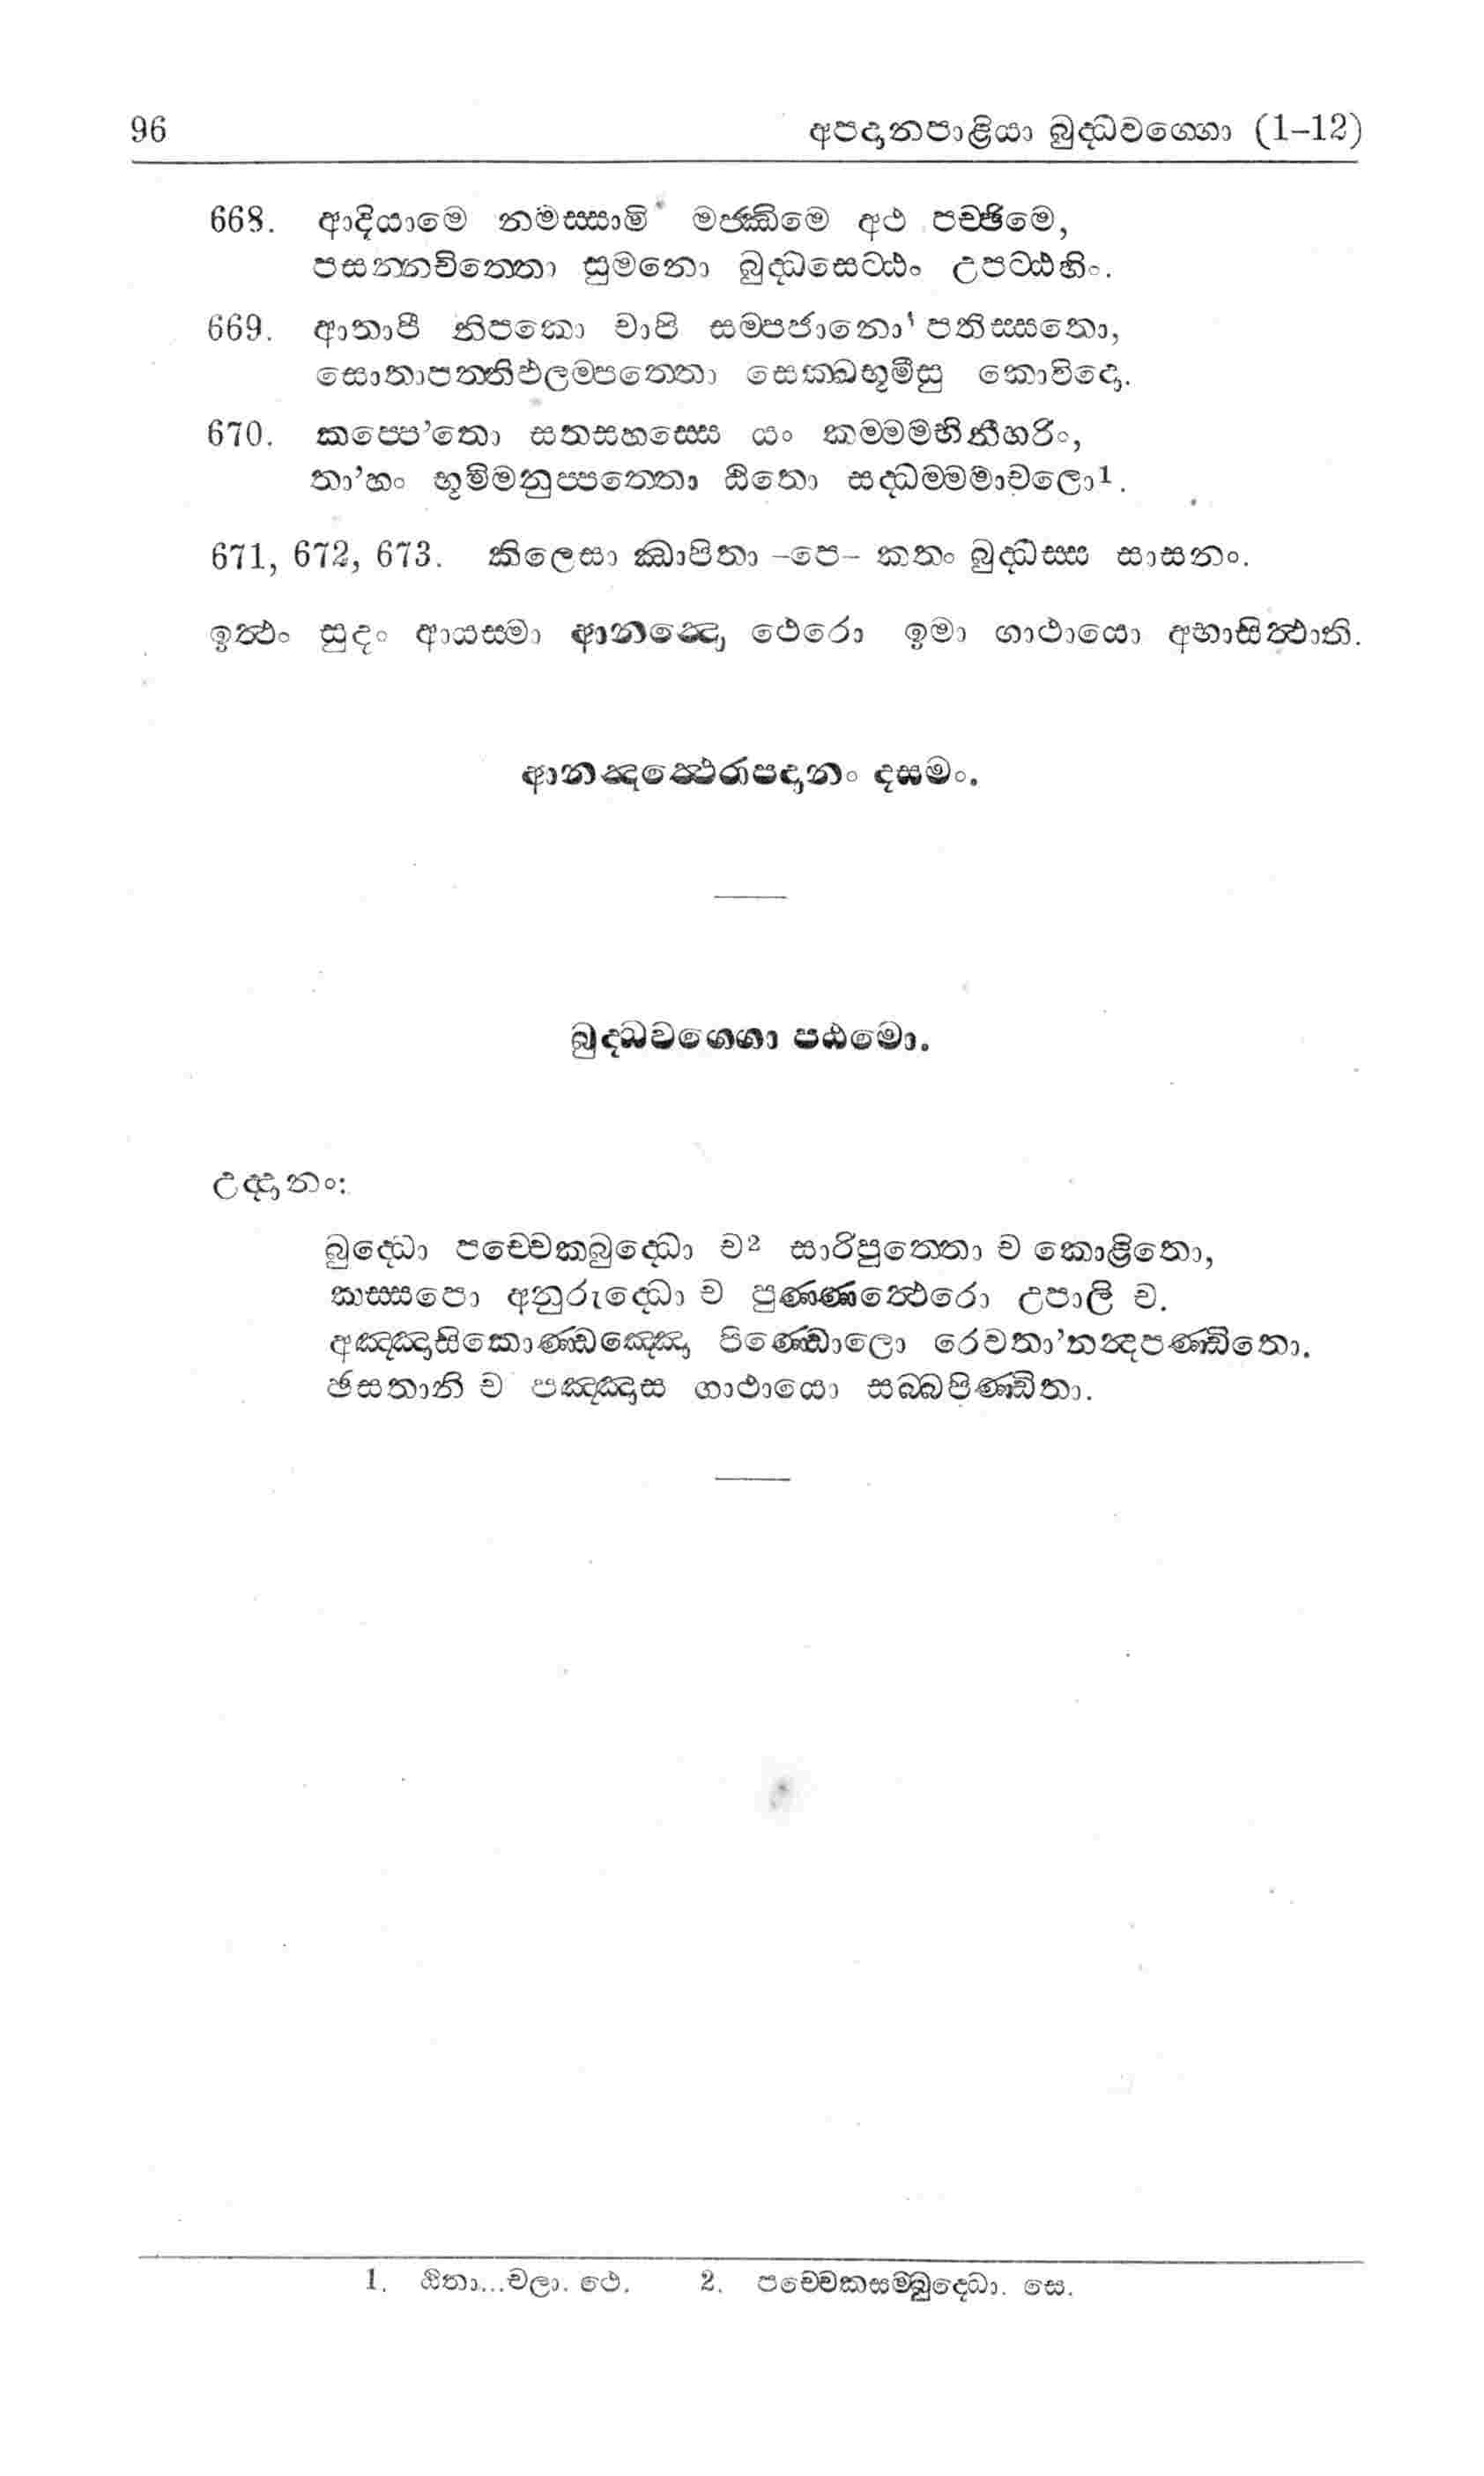 96 අපදානපාළියා බුද්ධවග්ගො (1–12)
668. ආදියාමෙ නමස්සාමි මජ්ඣිමෙ අථ පච්ඡිමෙ,
පසන්නචිත්තො සුමනො බුද්ධසෙට්ඨං උපට්ඨහිං.
669. ආතාපී නිපකො චාපි සම්පජානො' පතිස්සතො,
සොතාපත්තිඵලම්පත්තො සෙක්ඛභූමීසු කොවිදො.
670. කප්පෙ'තො සතසහස්සෙ යං කම්මමභිනීහරිං,
තා'හං භූමිමනුප්පත්තො ඨිතො සද්ධම්මමාචලො1.
671, 672, 673. කිලෙසා ඣාපිතා –පෙ– කතං බුද්ධස්ස සාසනං.
ඉත්ථං සුදං ආයස්මා ආනන්දො ථෙරො ඉමා ගාථායො අභාසිත්ථාති.
ආනන්දත්ථෙරාපදානං දසමං.
බුද්ධවග්ගො පඨමො.
උද්දානං:
බුද්ධො පච්චෙකබුද්ධො ච2 සාරිපුත්තො ච කොළිතො,
කාස්සපො අනුරුද්ධො ච පුණ්ණත්ථෙරො උපාලි ච.
අඤ්ඤාසිකොණ්ඩඤ්ඤො පිණ්ඩොලො රෙවතා'නන්දපණ්ඩිතො.
ඡසතානි ච පඤ්ඤාස ගාථායො සබ්බපිණ්ඩිතා.
1. ඨිතා...චලා. ථෙ. 2. පච්චෙකසම්බුද්ධො. සෙ.